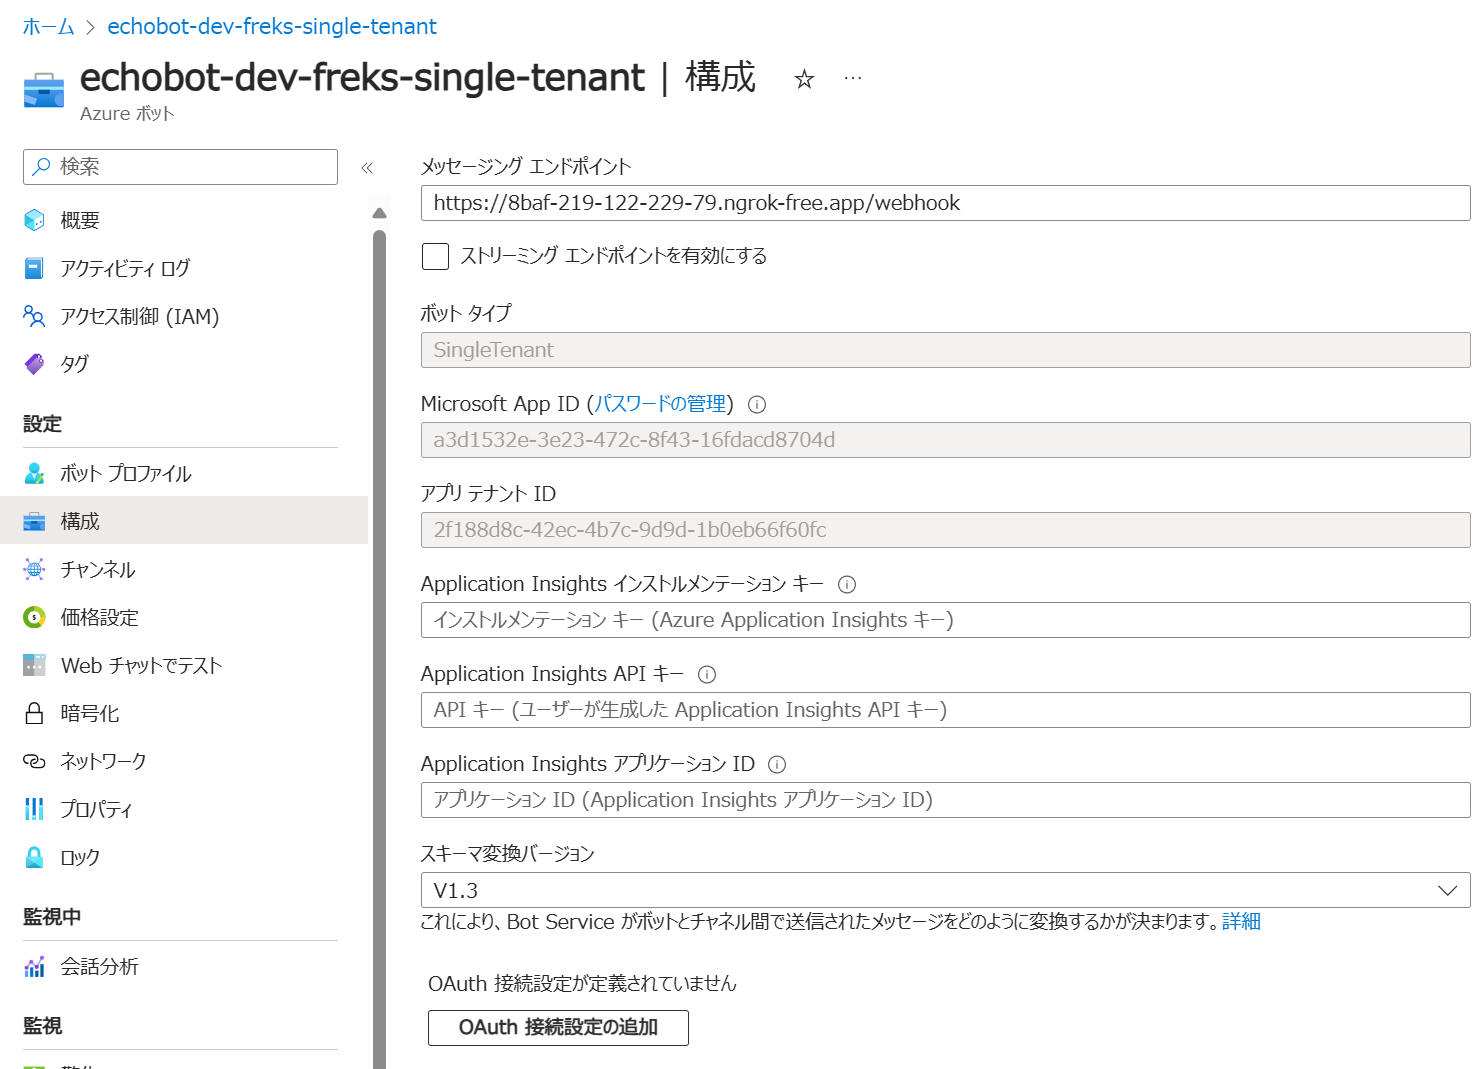 ホーム > echobot-dev-freks-single-tenant
echobot-dev-freks-single-tenant | 構成 ☆ …
Azure ボット
検索 «
概要
アクティビティ ログ
アクセス制御 (IAM)
タグ
設定
ボット プロファイル
構成
チャンネル
価格設定
Web チャットでテスト
暗号化
ネットワーク
プロパティ
ロック
監視中
会話分析
監視
メッセージング エンドポイント
https://8baf-219-122-229-79.ngrok-free.app/webhook
ストリーミング エンドポイントを有効にする
ボット タイプ
SingleTenant
Microsoft App ID (パスワードの管理)
a3d1532e-3e23-472c-8f43-16fdacd8704d
アプリ テナント ID
2f188d8c-42ec-4b7c-9d9d-1b0eb66f60fc
Application Insights インストルメンテーション キー
インストルメンテーション キー (Azure Application Insights キー)
Application Insights API キー
API キー (ユーザーが生成した Application Insights API キー)
Application Insights アプリケーション ID
アプリケーション ID (Application Insights アプリケーション ID)
スキーマ変換バージョン
V1.3
これにより、Bot Service がボットとチャネル間で送信されたメッセージをどのように変換するかが決まります。詳細
OAuth 接続設定が定義されていません
OAuth 接続設定の追加